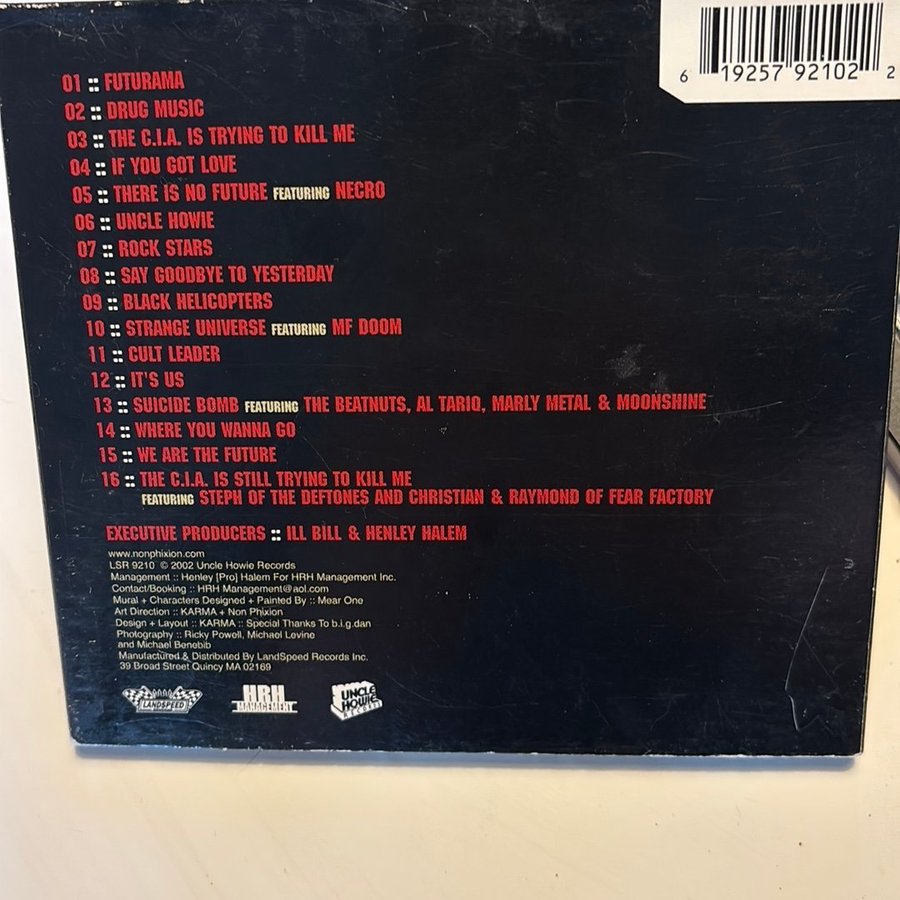 6 19257 92102 2
01 :: FUTURAMA
02 :: DRUG MUSIC
03 :: THE C.I.A. IS TRYING TO KILL ME
04 :: IF YOU GOT LOVE
05 :: THERE IS NO FUTURE FEATURING NECRO
06 :: UNCLE HOWIE
07 :: ROCK STARS
08 :: SAY GOODBYE TO YESTERDAY
09 :: BLACK HELICOPTERS
10 :: STRANGE UNIVERSE FEATURING MF DOOM
11 :: CULT LEADER
12 :: IT'S US
13 :: SUICIDE BOMB FEATURING THE BEATNUTS, AL TARIQ, MARLY METAL & MOONSHINE
14 :: WHERE YOU WANNA GO
15 :: WE ARE THE FUTURE
16 :: THE C.I.A. IS STILL TRYING TO KILL ME
FEATURING STEPH OF THE DEFTONES AND CHRISTIAN & RAYMOND OF FEAR FACTORY
EXECUTIVE PRODUCERS :: ILL BILL & HENLEY HALEM
www.nonphixion.com
LSR 9210 © 2002 Uncle Howie Records
Management :: Henley [Pro] Halem For HRH Management Inc.
Contact/Booking :: HRH Management@aol.com
Mural + Characters Designed + Painted By :: Mear One
Art Direction :: KARMA + Non Phixion
Design + Layout :: KARMA :: Special Thanks To b.i.g.dan
Photography :: Ricky Powell, Michael Levine
and Michael Benebib
Manufactured & Distributed By LandSpeed Records Inc.
39 Broad Street Quincy MA 02169
LANDSPEED
HRH
MANAGEMENT
UNCLE
HOWIE
RECORDS